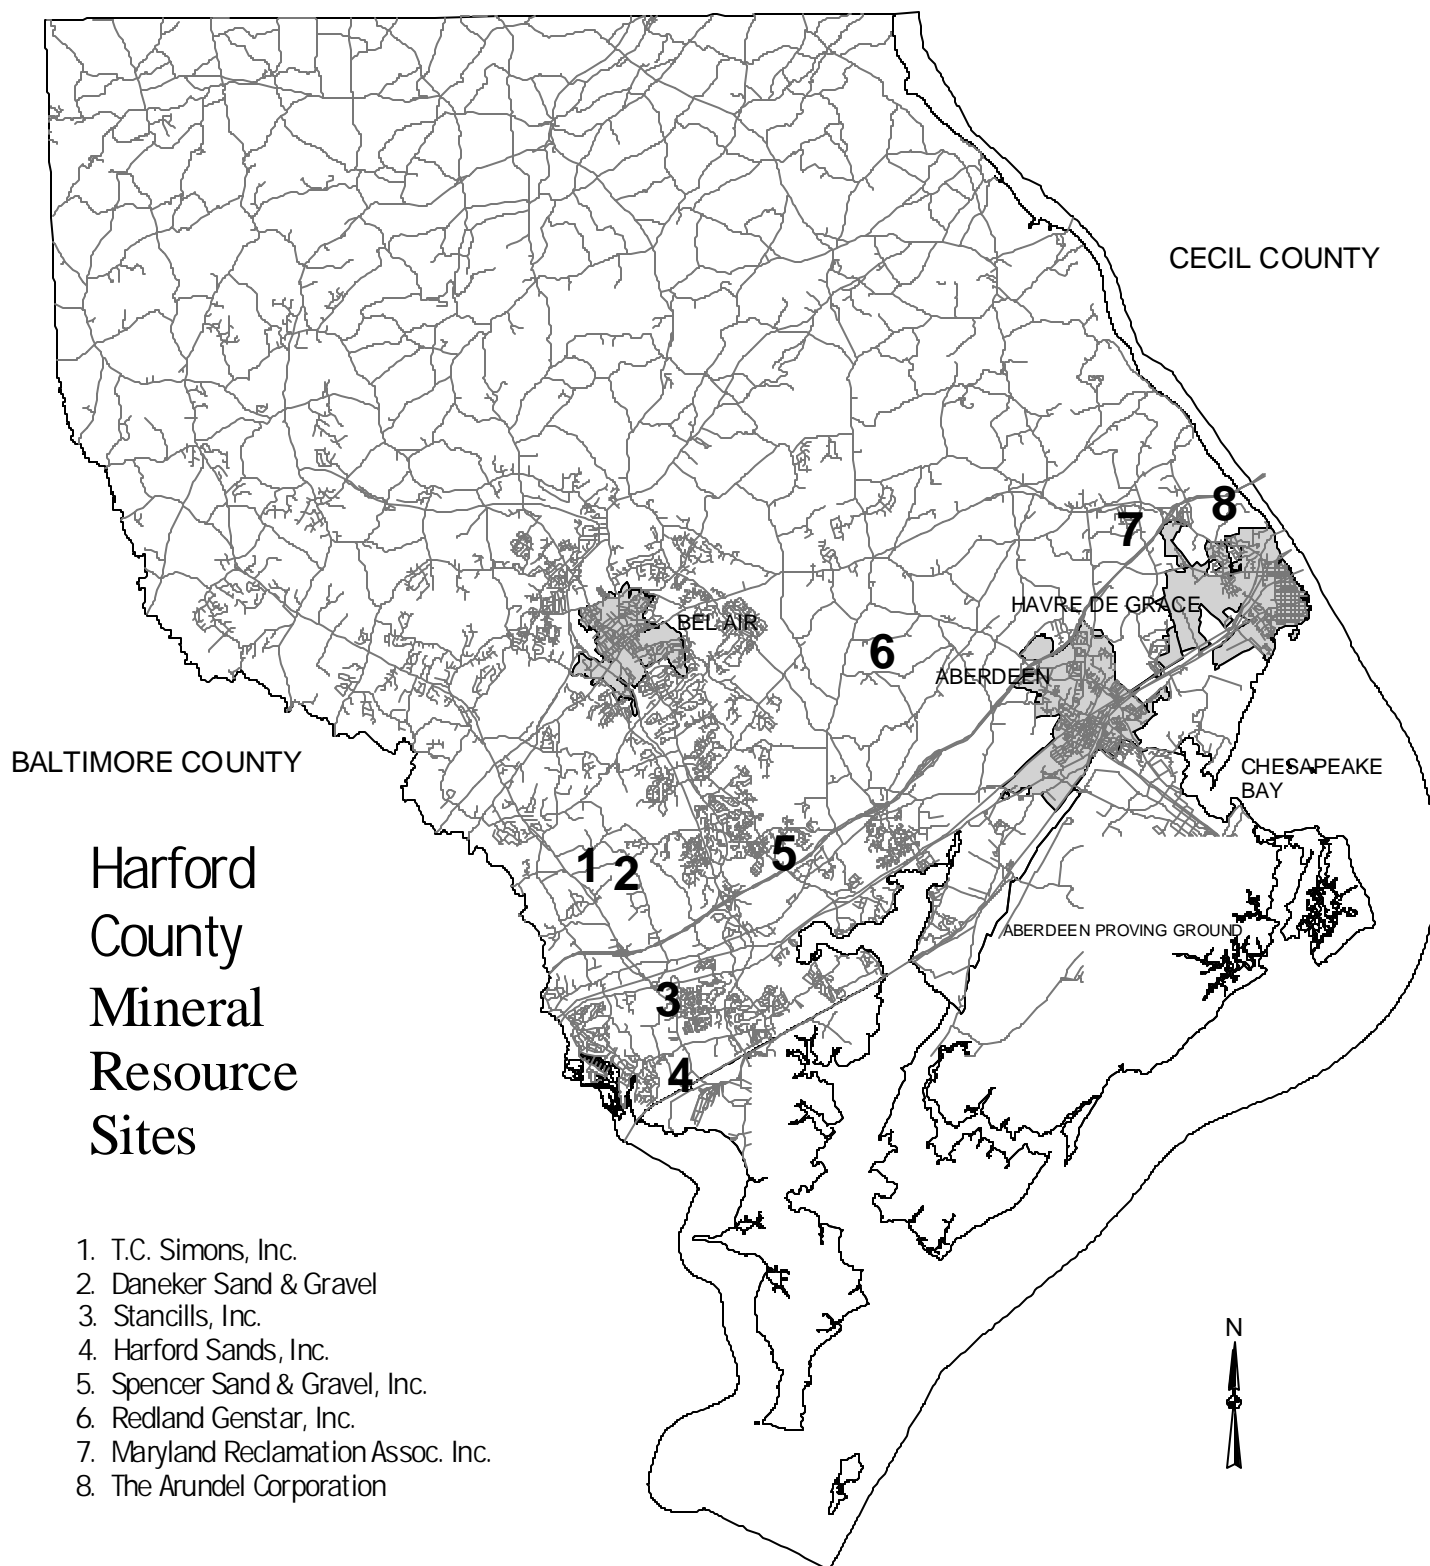 CECIL COUNTY
8
7
HAVRE DE GRACE
BEL AIR
6
ABERDEEN
BALTIMORE COUNTY
CHESAPEAKE
BAY
5
1
2
Harford
County
Mineral
Resource
Sites
ABERDEEN PROVING GROUND
3
4
1. T.C. Simons, Inc.
2. Daneker Sand & Gravel
3. Stancills, Inc.
4. Harford Sands, Inc.
5. Spencer Sand & Gravel, Inc.
6. Redland Genstar, Inc.
7. Maryland Reclamation Assoc. Inc.
8. The Arundel Corporation
N